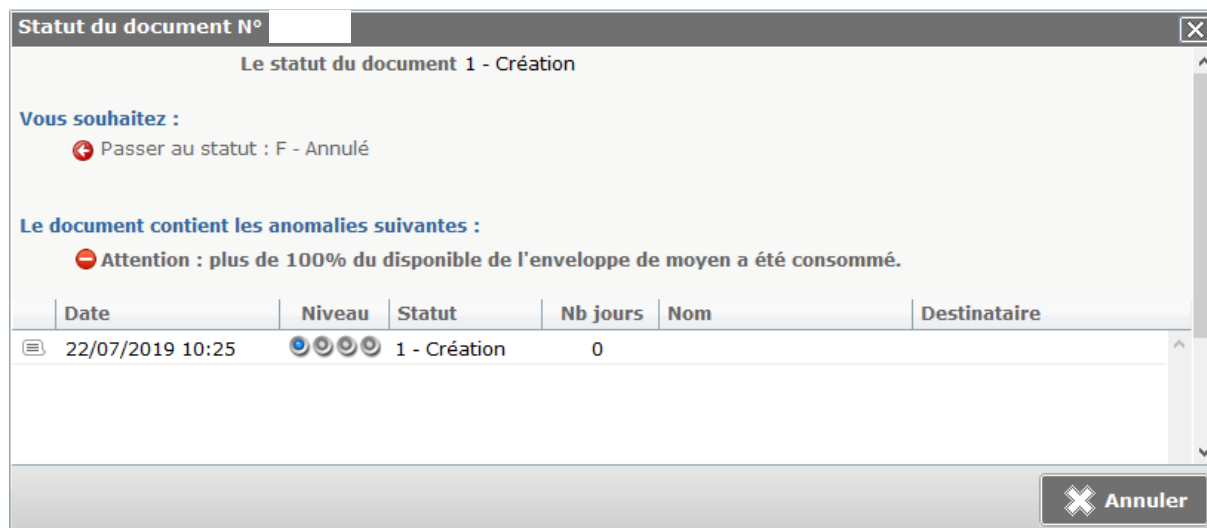 Statut du document N°
Le statut du document 1 - Création
Vous souhaitez :
Passer au statut : F - Annulé
Le document contient les anomalies suivantes :
Attention : plus de 100% du disponible de l'enveloppe de moyen a été consommé.
Date Niveau Statut Nb jours Nom Destinataire
22/07/2019 10:25 1 - Création 0
Annuler